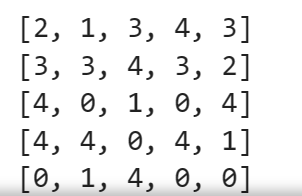 [2, 1, 3, 4, 3]
[3, 3, 4, 3, 2]
[4, 0, 1, 0, 4]
[4, 4, 0, 4, 1]
[0, 1, 4, 0, 0]